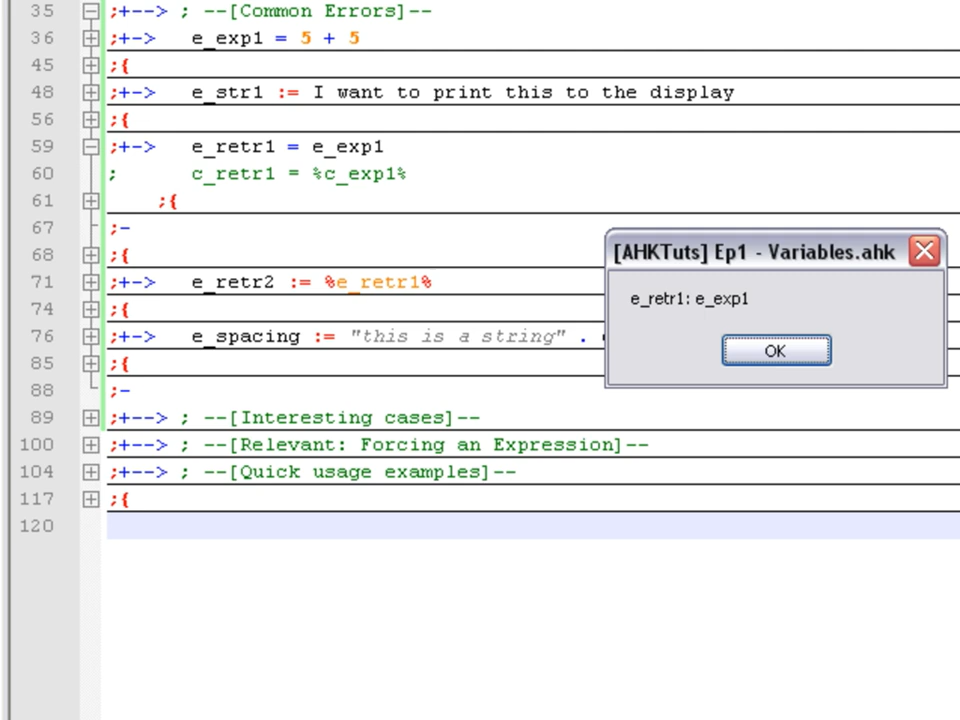 35 ;+--> ; --[Common Errors]--
36 ;+-> e_exp1 = 5 + 5
45 ;{
48 ;+-> e_str1 := I want to print this to the display
56 ;{
59 ;+-> e_retr1 = e_exp1
60 ; c_retr1 = %c_exp1%
61 ;{
67 ;-
68 ;{
71 ;+-> e_retr2 := %e_retr1%
74 ;{
76 ;+-> e_spacing := "this is a string" .
85 ;{
88 ;-
89 ;+--> ; --[Interesting cases]--
100 ;+--> ; --[Relevant: Forcing an Expression]--
104 ;+--> ; --[Quick usage examples]--
117 ;{
120
[AHKTuts] Ep1 - Variables.ahk
e_retr1: e_exp1
OK